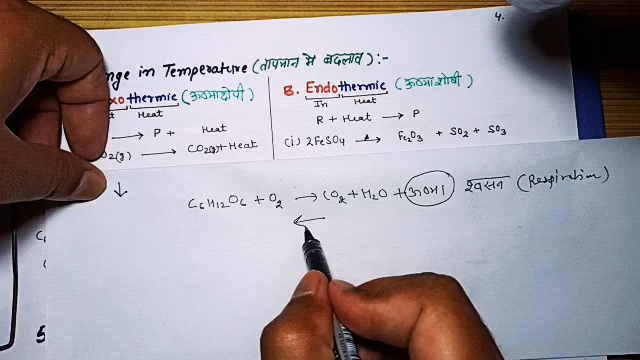 4.
nge in Temperature (तापमान में बदलाव) :-
xothermic (ऊष्माक्षेपी)
Heat
→ P + Heat
O₂(g) → CO₂(g)+Heat
B. Endothermic (ऊष्माशोषी)
In Heat
R + Heat → P
(i) 2FeSO₄ → Fe₂O₃ + SO₂ + SO₃
↓
C₆H12O₆ + O₂ → CO₂ + H₂O + ऊष्मा श्वसन (Respiration)
←
5